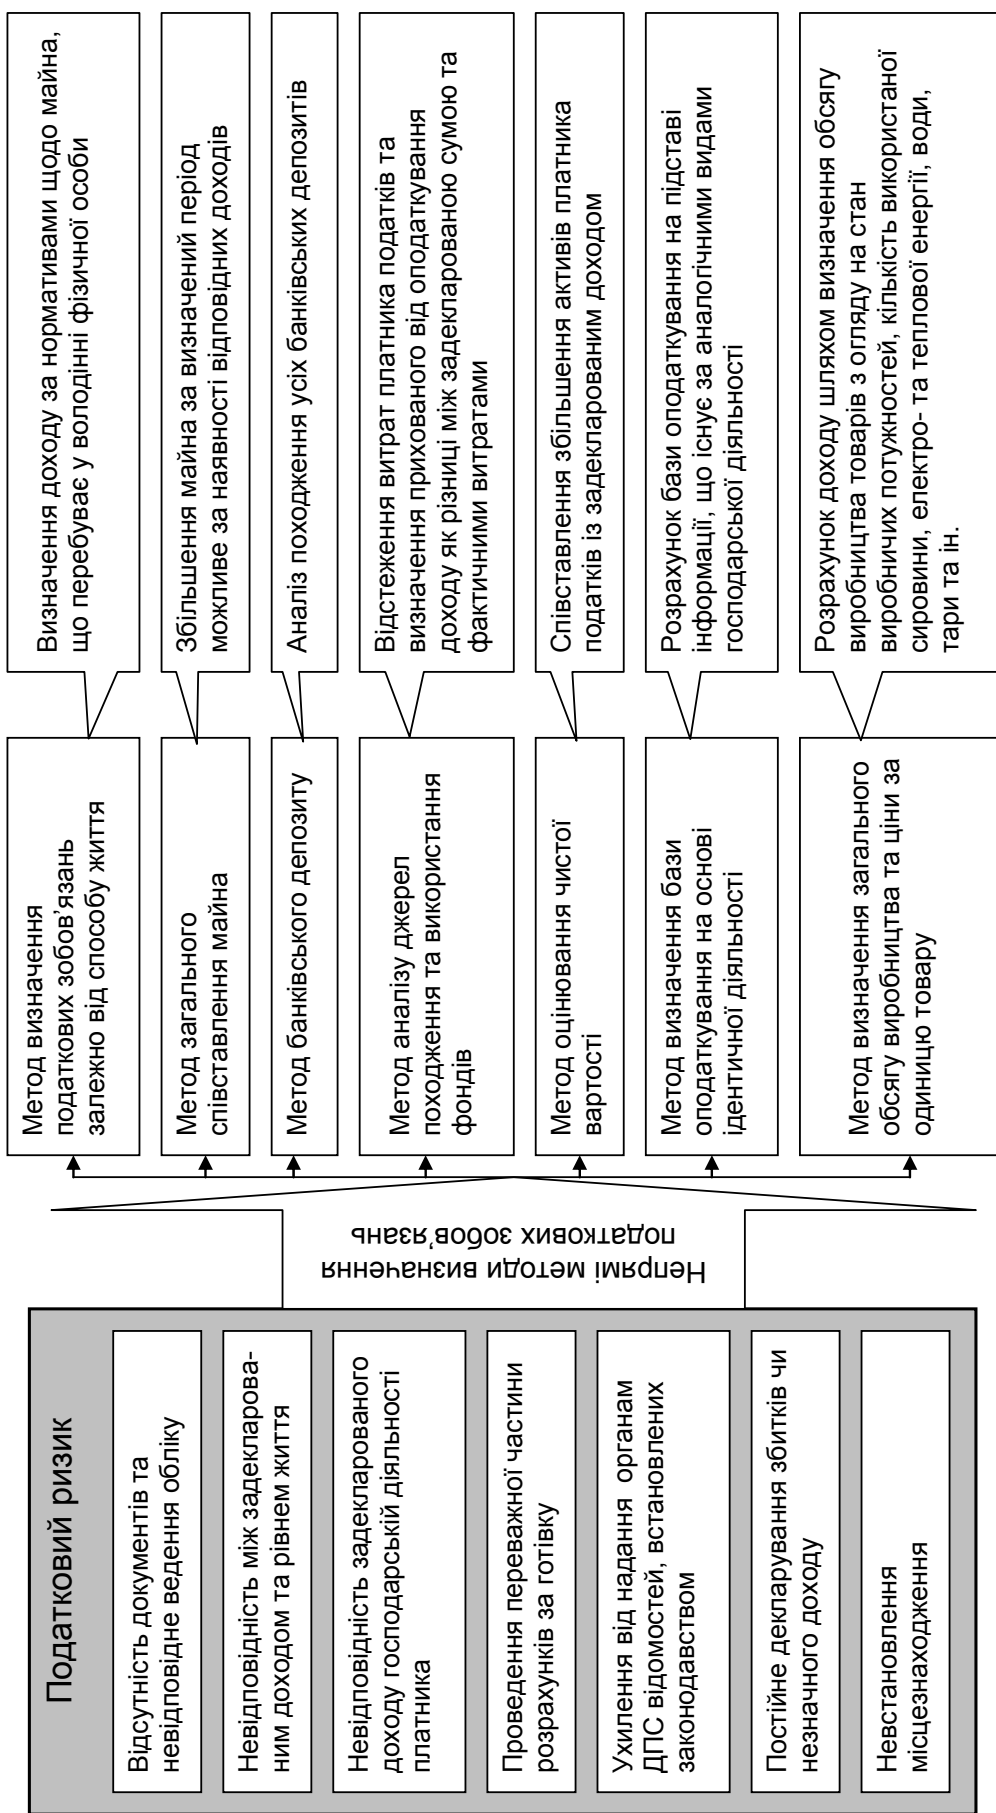 Податковий ризик
Відсутність документів та
невідповідне ведення обліку
Невідповідність між задекларова-
ним доходом та рівнем життя
Невідповідність задекларованого
доходу господарській діяльності
платника
Проведення переважної частини
розрахунків за готівку
Ухилення від надання органам
ДПС відомостей, встановлених
законодавством
Постійне декларування збитків чи
незначного доходу
Невстановлення
місцезнаходження
Непрямі методи визначення
податкових зобов’язань
Метод визначення
податкових зобов’язань
залежно від способу життя
Визначення доходу за нормативами щодо майна,
що перебуває у володінні фізичної особи
Метод загального
співставлення майна
Збільшення майна за визначений період
можливе за наявності відповідних доходів
Метод банківського депозиту
Аналіз походження усіх банківських депозитів
Метод аналізу джерел
походження та використання
фондів
Відстеження витрат платника податків та
визначення прихованого від оподаткування
доходу як різниці між задекларованою сумою та
фактичними витратами
Метод оцінювання чистої
вартості
Співставлення збільшення активів платника
податків із задекларованим доходом
Метод визначення бази
оподаткування на основі
ідентичної діяльності
Розрахунок бази оподаткування на підставі
інформації, що існує за аналогічними видами
господарської діяльності
Метод визначення загального
обсягу виробництва та ціни за
одиницю товару
Розрахунок доходу шляхом визначення обсягу
виробництва товарів з огляду на стан
виробничих потужностей, кількість використаної
сировини, електро- та теплової енергії, води,
тари та ін.